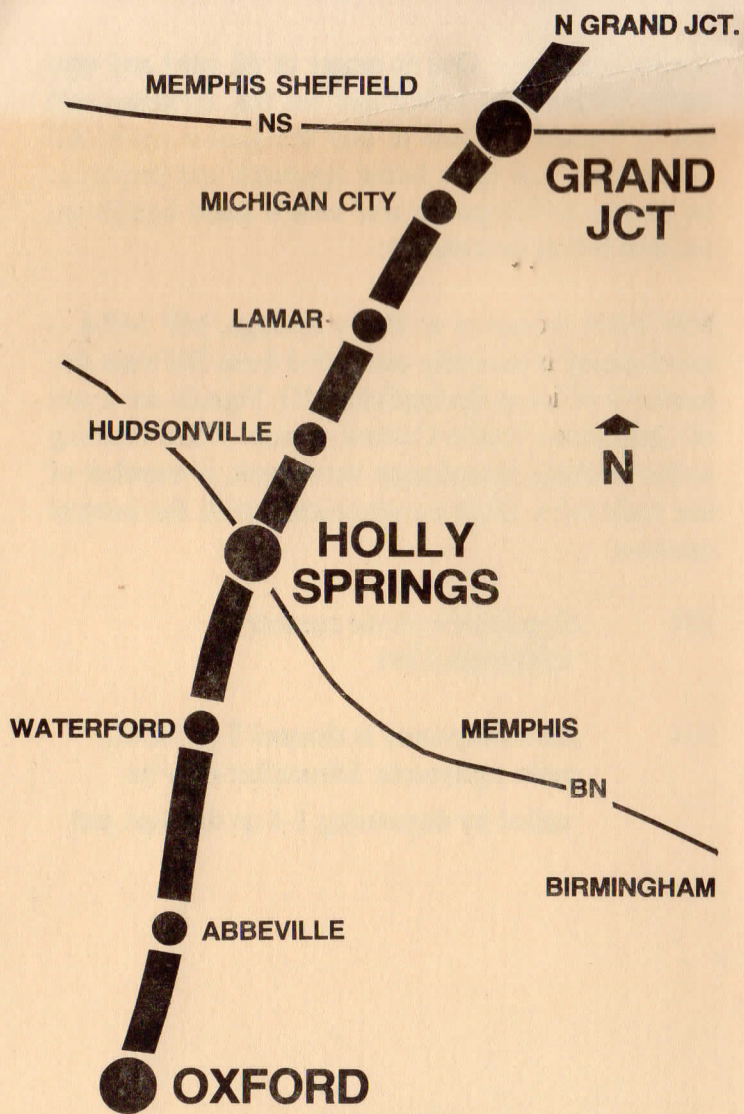 N GRAND JCT.
MEMPHIS SHEFFIELD
NS
GRAND
JCT
MICHIGAN CITY
LAMAR
HUDSONVILLE
N
HOLLY
SPRINGS
WATERFORD
MEMPHIS
BN
BIRMINGHAM
ABBEVILLE
OXFORD